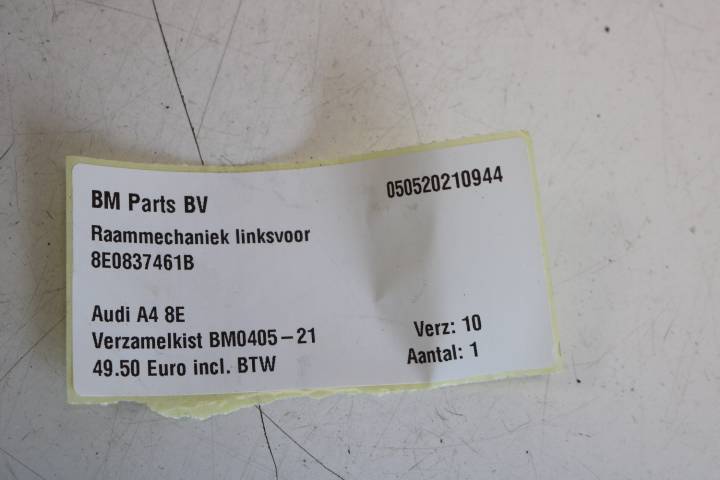 BM Parts BV
050520210944
Raammechaniek linksvoor
8E0837461B
Audi A4 8E
Verzamelkist BM0405-21
Verz: 10
49.50 Euro incl. BTW
Aantal: 1